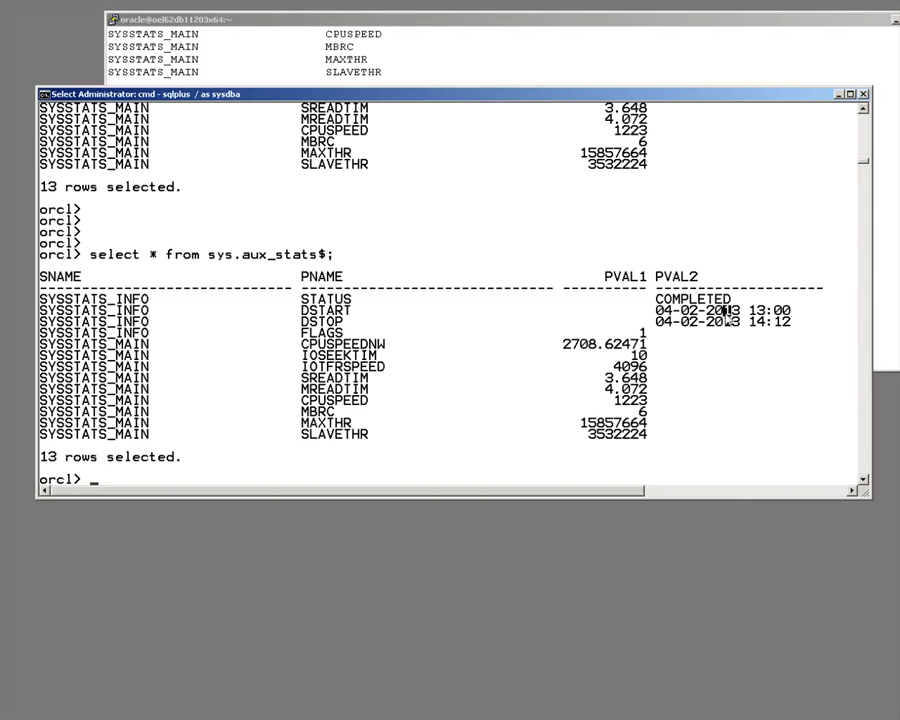 oracle@oel62db11203x64:~
SYSSTATS_MAIN CPUSPEED
SYSSTATS_MAIN MBRC
SYSSTATS_MAIN MAXTHR
SYSSTATS_MAIN SLAVETHR
Select Administrator: cmd - sqlplus / as sysdba
SYSSTATS_MAIN SREADTIM 3.648
SYSSTATS_MAIN MREADTIM 4.072
SYSSTATS_MAIN CPUSPEED 1223
SYSSTATS_MAIN MBRC 6
SYSSTATS_MAIN MAXTHR 15857664
SYSSTATS_MAIN SLAVETHR 3532224
13 rows selected.
orcl>
orcl>
orcl>
orcl>
orcl> select * from sys.aux_stats$;
SNAME PNAME PVAL1 PVAL2
SYSSTATS_INFO STATUS COMPLETED
SYSSTATS_INFO DSTART 04-02-2013 13:00
SYSSTATS_INFO DSTOP 04-02-2013 14:12
SYSSTATS_INFO FLAGS 1
SYSSTATS_MAIN CPUSPEEDNW 2708.62471
SYSSTATS_MAIN IOSEEKTIM 10
SYSSTATS_MAIN IOTFRSPEED 4096
SYSSTATS_MAIN SREADTIM 3.648
SYSSTATS_MAIN MREADTIM 4.072
SYSSTATS_MAIN CPUSPEED 1223
SYSSTATS_MAIN MBRC 6
SYSSTATS_MAIN MAXTHR 15857664
SYSSTATS_MAIN SLAVETHR 3532224
13 rows selected.
orcl> _